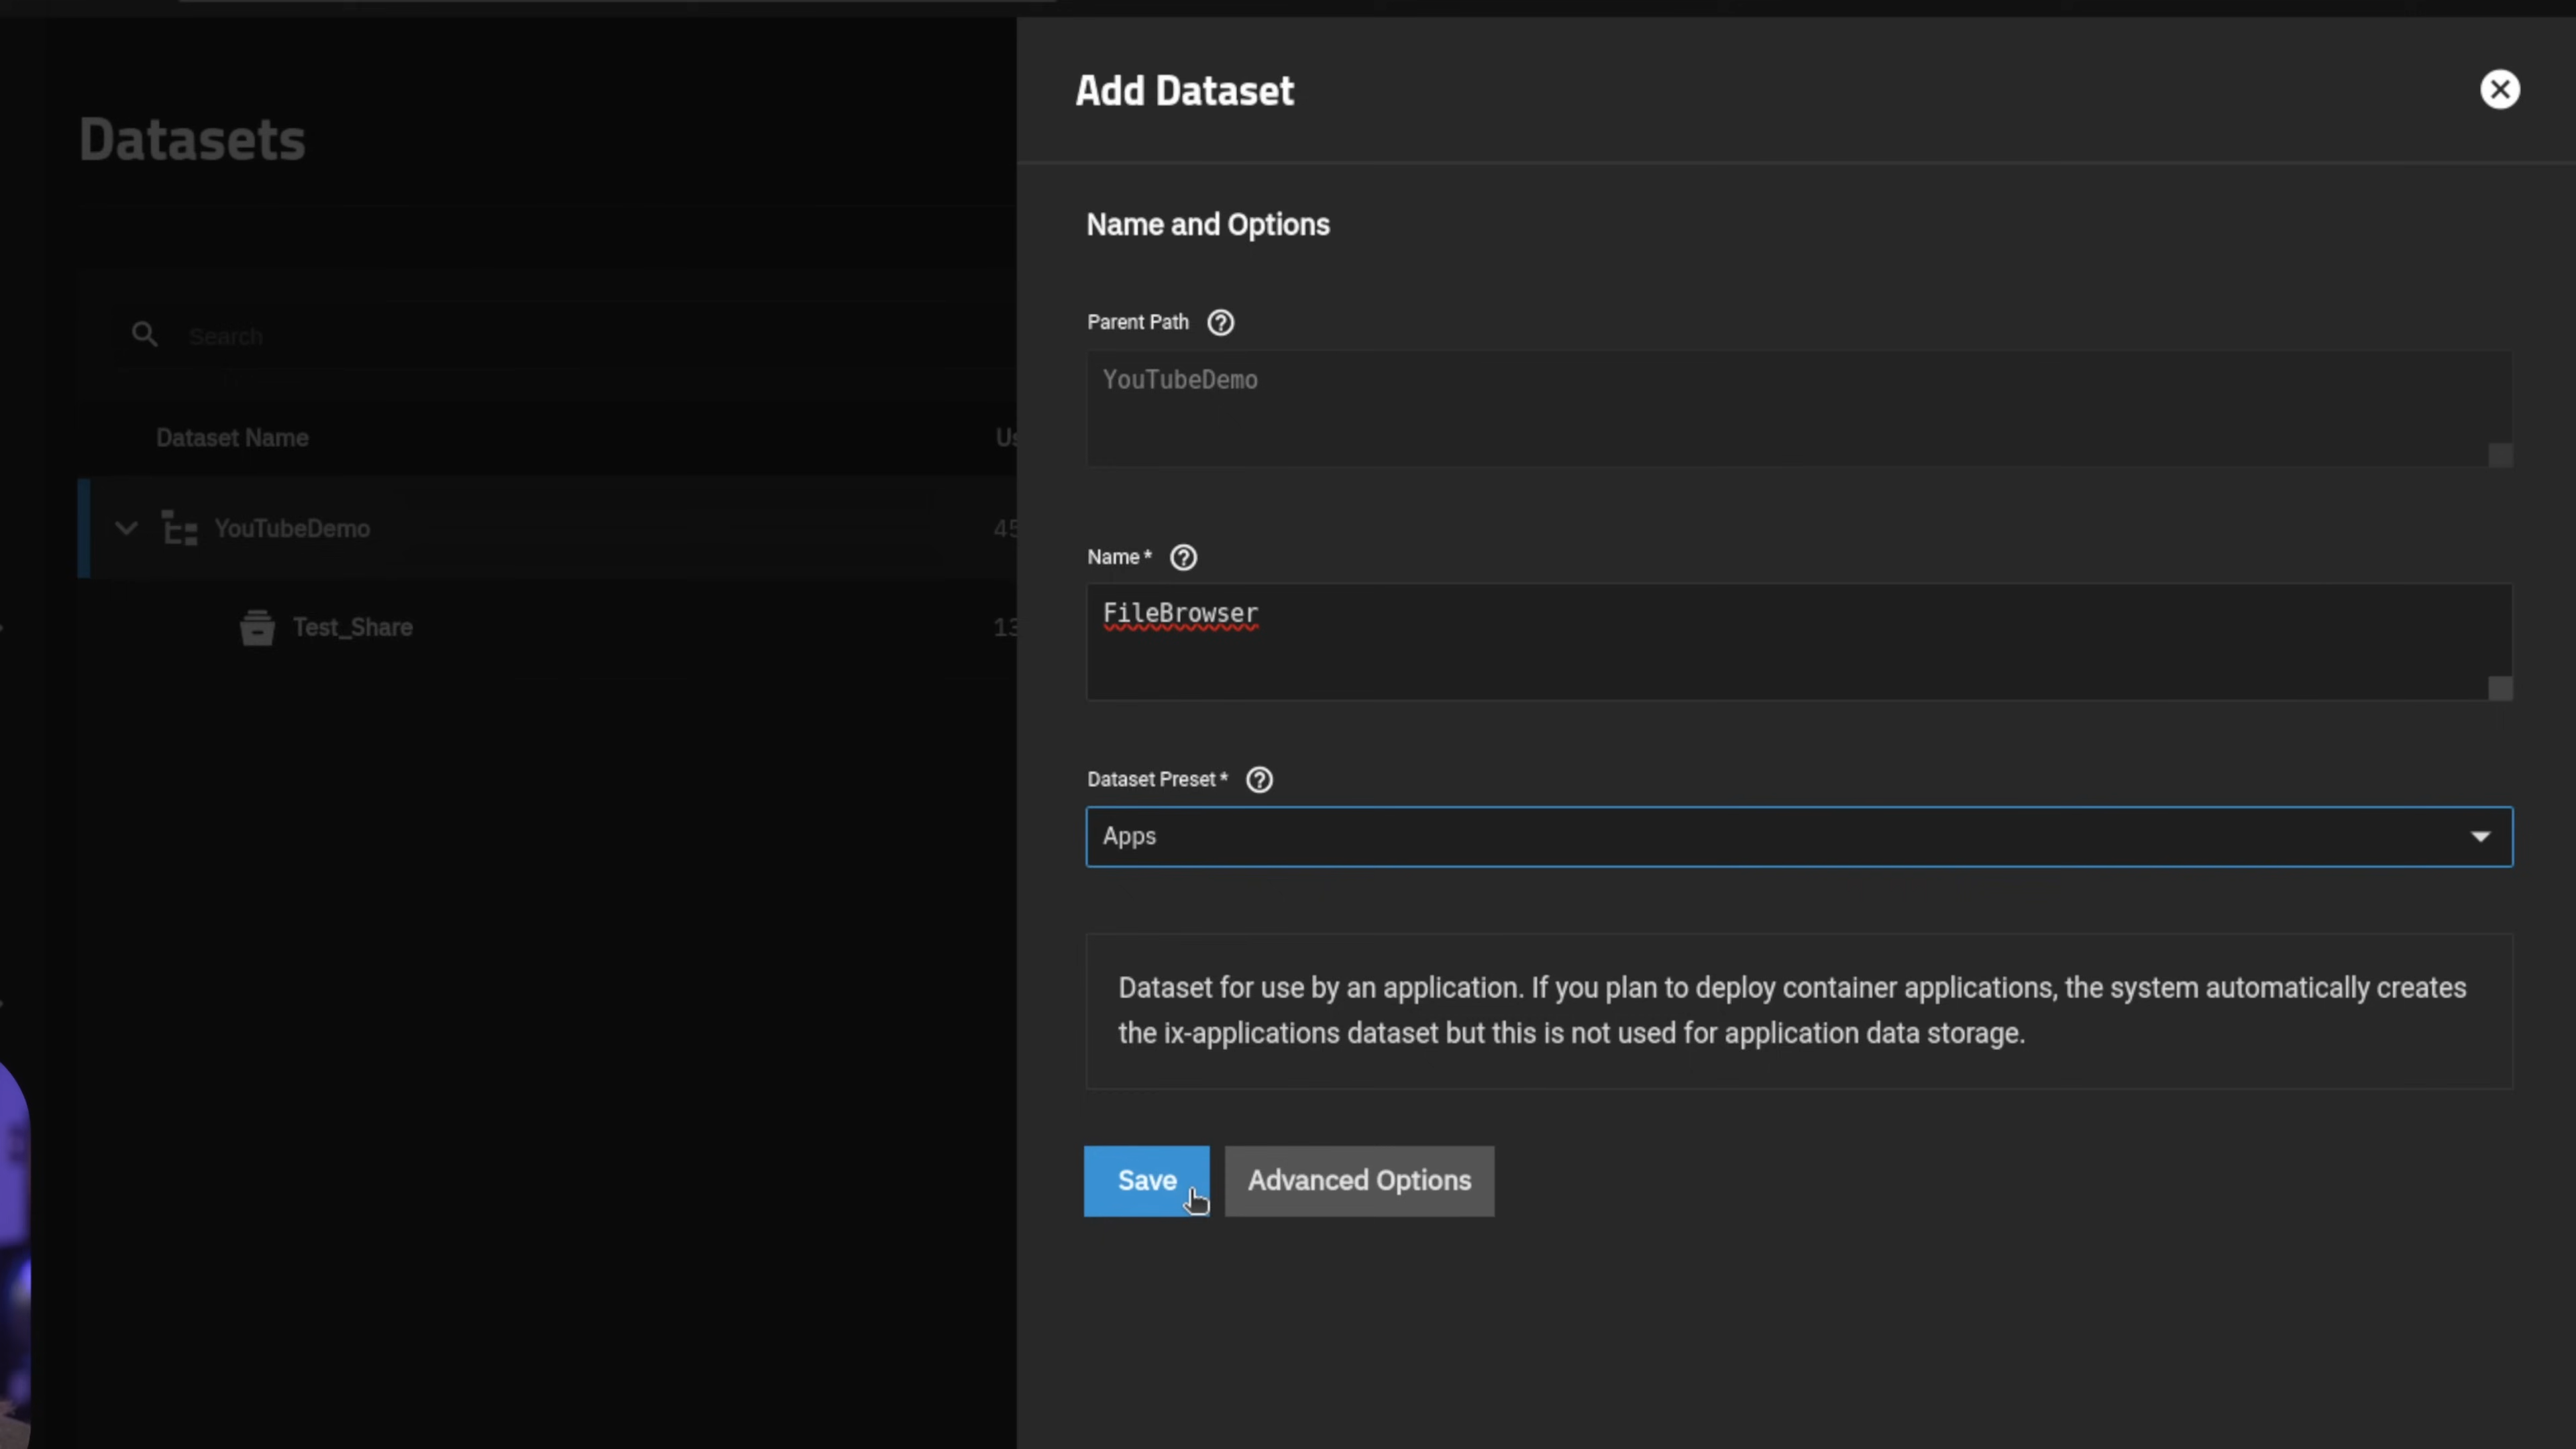 Datasets
Search
Dataset Name
YouTubeDemo
45
Test_Share
13
Add Dataset
Name and Options
Parent Path
YouTubeDemo
Name *
FileBrowser
Dataset Preset *
Apps
Dataset for use by an application. If you plan to deploy container applications, the system automatically creates
the ix-applications dataset but this is not used for application data storage.
Save
Advanced Options